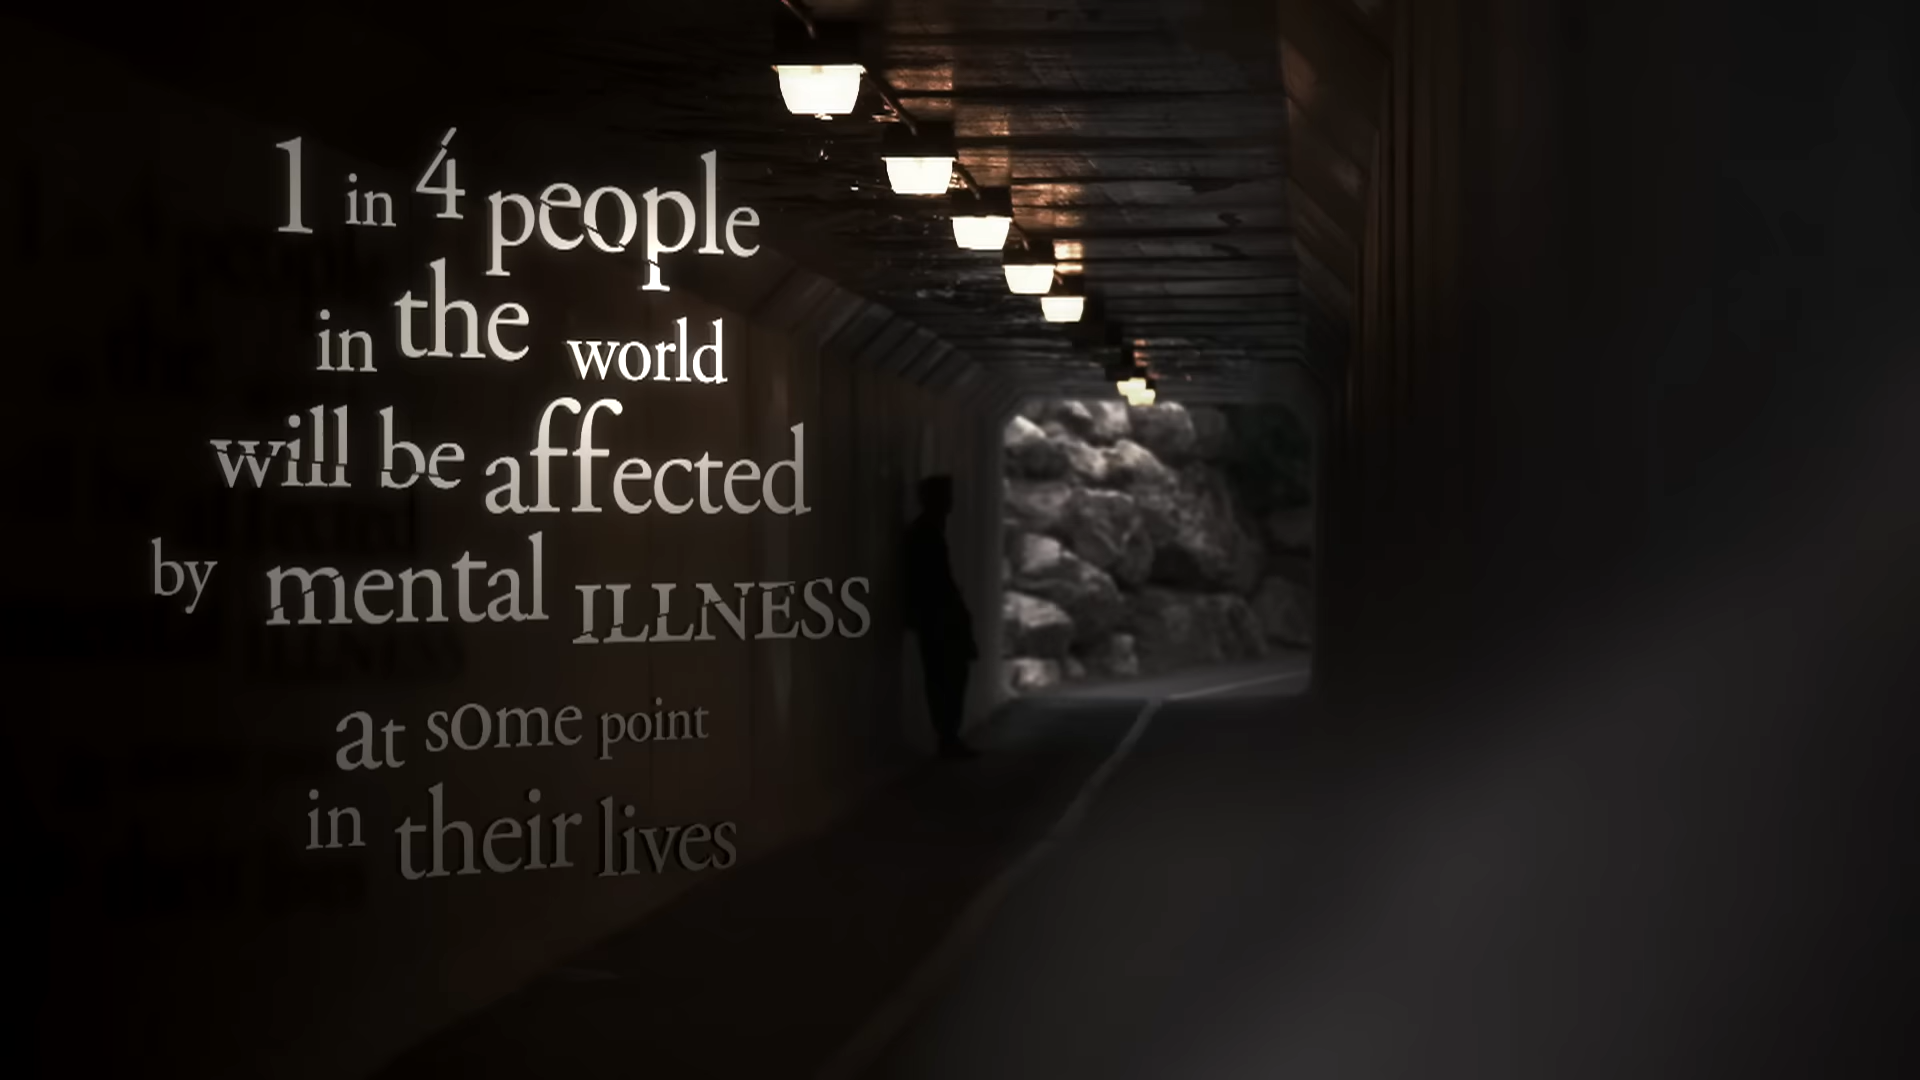 1 in 4 people
in the world
will be affected
by mental ILLNESS
at some point
in their lives